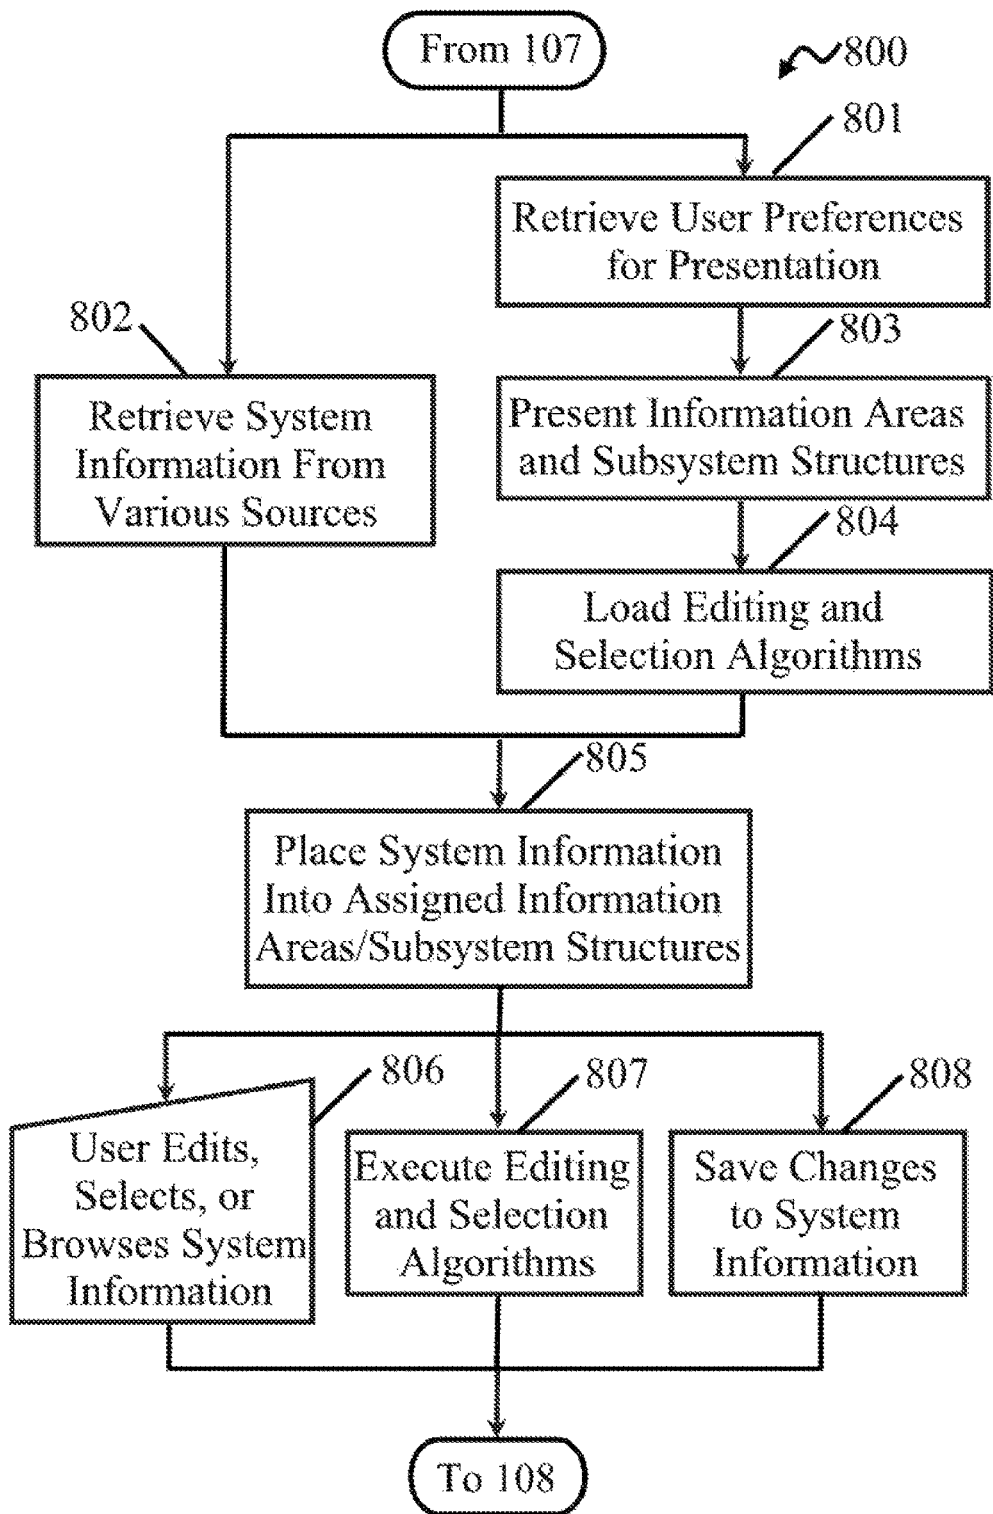 From 107
800
801
Retrieve User Preferences
for Presentation
802
803
Retrieve System
Information From
Various Sources
Present Information Areas
and Subsystem Structures
804
Load Editing and
Selection Algorithms
805
Place System Information
Into Assigned Information
Areas/Subsystem Structures
806
807
808
User Edits,
Selects, or
Browses System
Information
Execute Editing
and Selection
Algorithms
Save Changes
to System
Information
To 108